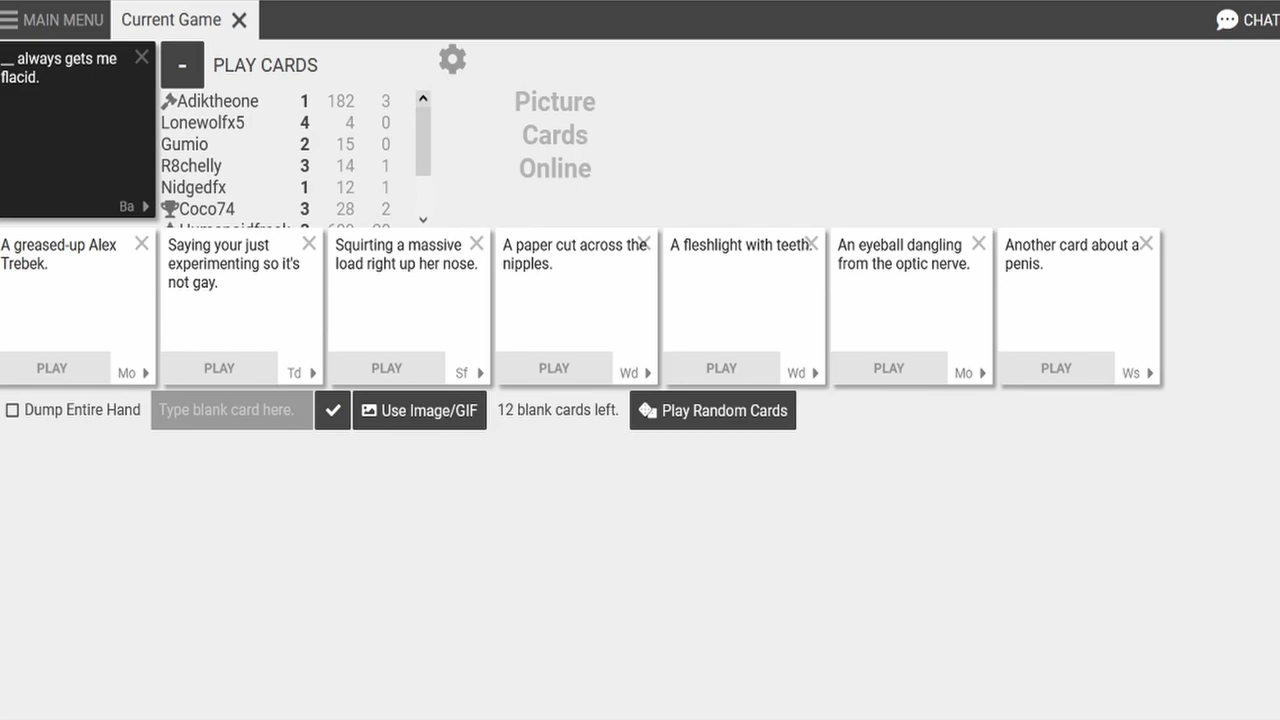 MAIN MENU
Current Game
CHAT
__ always gets me
flacid.
Ba
-
PLAY CARDS
Adiktheone 1 182 3
Lonewolfx5 4 4 0
Gumio 2 15 0
R8chelly 3 14 1
Nidgedfx 1 12 1
Coco74 3 28 2
Picture
Cards
Online
A greased-up Alex
Trebek.
PLAY
Mo
Saying your just
experimenting so it's
not gay.
PLAY
Td
Squirting a massive
load right up her nose.
PLAY
Sf
A paper cut across the
nipples.
PLAY
Wd
A fleshlight with teeth.
PLAY
Wd
An eyeball dangling
from the optic nerve.
PLAY
Mo
Another card about a
penis.
PLAY
Ws
Dump Entire Hand
Type blank card here.
Use Image/GIF
12 blank cards left.
Play Random Cards